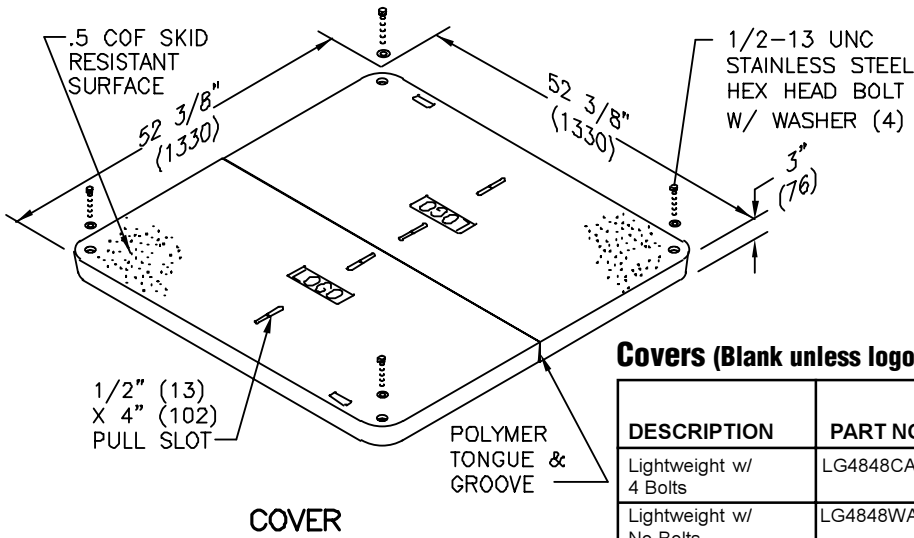 .5 COF SKID
RESISTANT
SURFACE
52 3/8"
(1330)
52 3/8"
(1330)
1/2-13 UNC
STAINLESS STEEL
HEX HEAD BOLT
W/ WASHER (4)
3"
(76)
LOGO
LOGO
1/2" (13)
X 4" (102)
PULL SLOT
POLYMER
TONGUE &
GROOVE
COVER
Covers (Blank unless logo
DESCRIPTION PART NO
Lightweight w/ LG4848CA
4 Bolts
Lightweight w/ LG4848WA
No Bolts